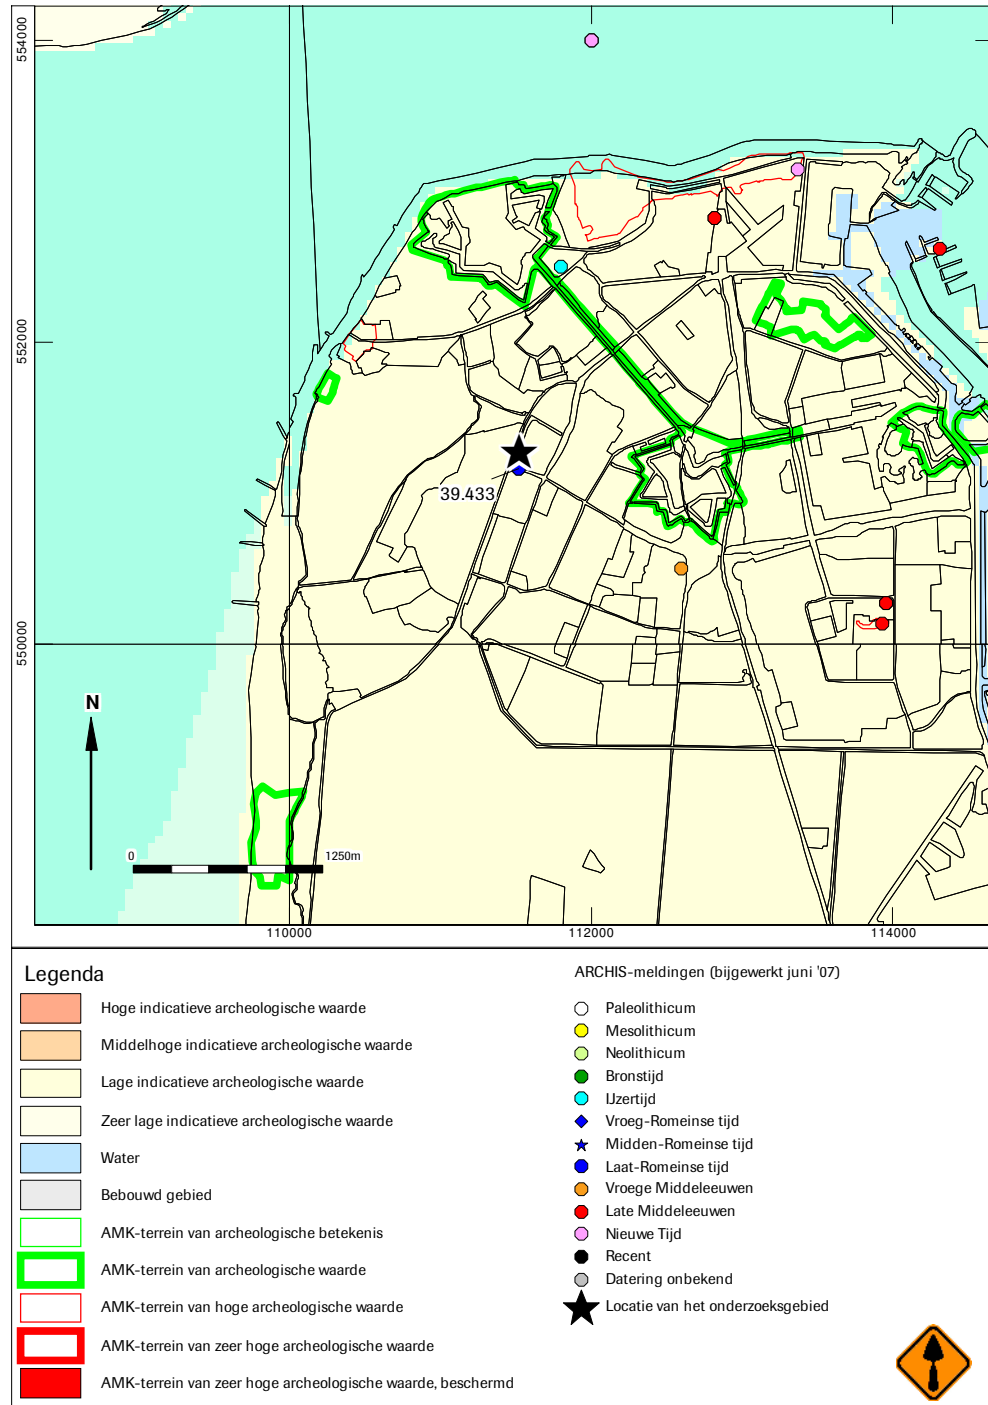 554000
552000
39.433
550000
N
0 1250m
110000 112000 114000
Legenda
Hoge indicatieve archeologische waarde
Middelhoge indicatieve archeologische waarde
Lage indicatieve archeologische waarde
Zeer lage indicatieve archeologische waarde
Water
Bebouwd gebied
AMK-terrein van archeologische betekenis
AMK-terrein van archeologische waarde
AMK-terrein van hoge archeologische waarde
AMK-terrein van zeer hoge archeologische waarde
AMK-terrein van zeer hoge archeologische waarde, beschermd
ARCHIS-meldingen (bijgewerkt juni '07)
Paleolithicum
Mesolithicum
Neolithicum
Bronstijd
IJzertijd
Vroeg-Romeinse tijd
Midden-Romeinse tijd
Laat-Romeinse tijd
Vroege Middeleeuwen
Late Middeleeuwen
Nieuwe Tijd
Recent
Datering onbekend
Locatie van het onderzoeksgebied